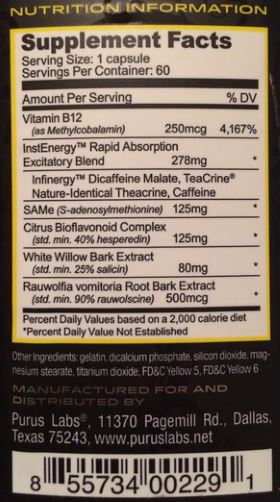 NUTRITION INFORMATION
Supplement Facts
Serving Size: 1 capsule
Servings Per Container: 60
Amount Per Serving % DV
Vitamin B12
(as Methylcobalamin) 250mcg 4,167%
InstEnergy™ Rapid Absorption
Excitatory Blend 278mg *
Infinergy™ Dicaffeine Malate, TeaCrine®
Nature-Identical Theacrine, Caffeine
SAMe (S-adenosylmethionine) 125mg *
Citrus Bioflavonoid Complex
(std. min. 40% hesperedin) 125mg *
White Willow Bark Extract
(std. min. 25% salicin) 80mg *
Rauwolfia vomitoria Root Bark Extract
(std. min. 90% rauwolscine) 500mcg *
Percent Daily Values based on a 2,000 calorie diet
*Percent Daily Value Not Established
Other Ingredients: gelatin, dicalcium phosphate, silicon dioxide, mag-
nesium stearate, titanium dioxide, FD&C Yellow 5, FD&C Yellow 6
MANUFACTURED FOR AND
DISTRIBUTED BY
Purus Labs®, 11370 Pagemill Rd., Dallas,
Texas 75243, www.puruslabs.net
8 55734 00229 1